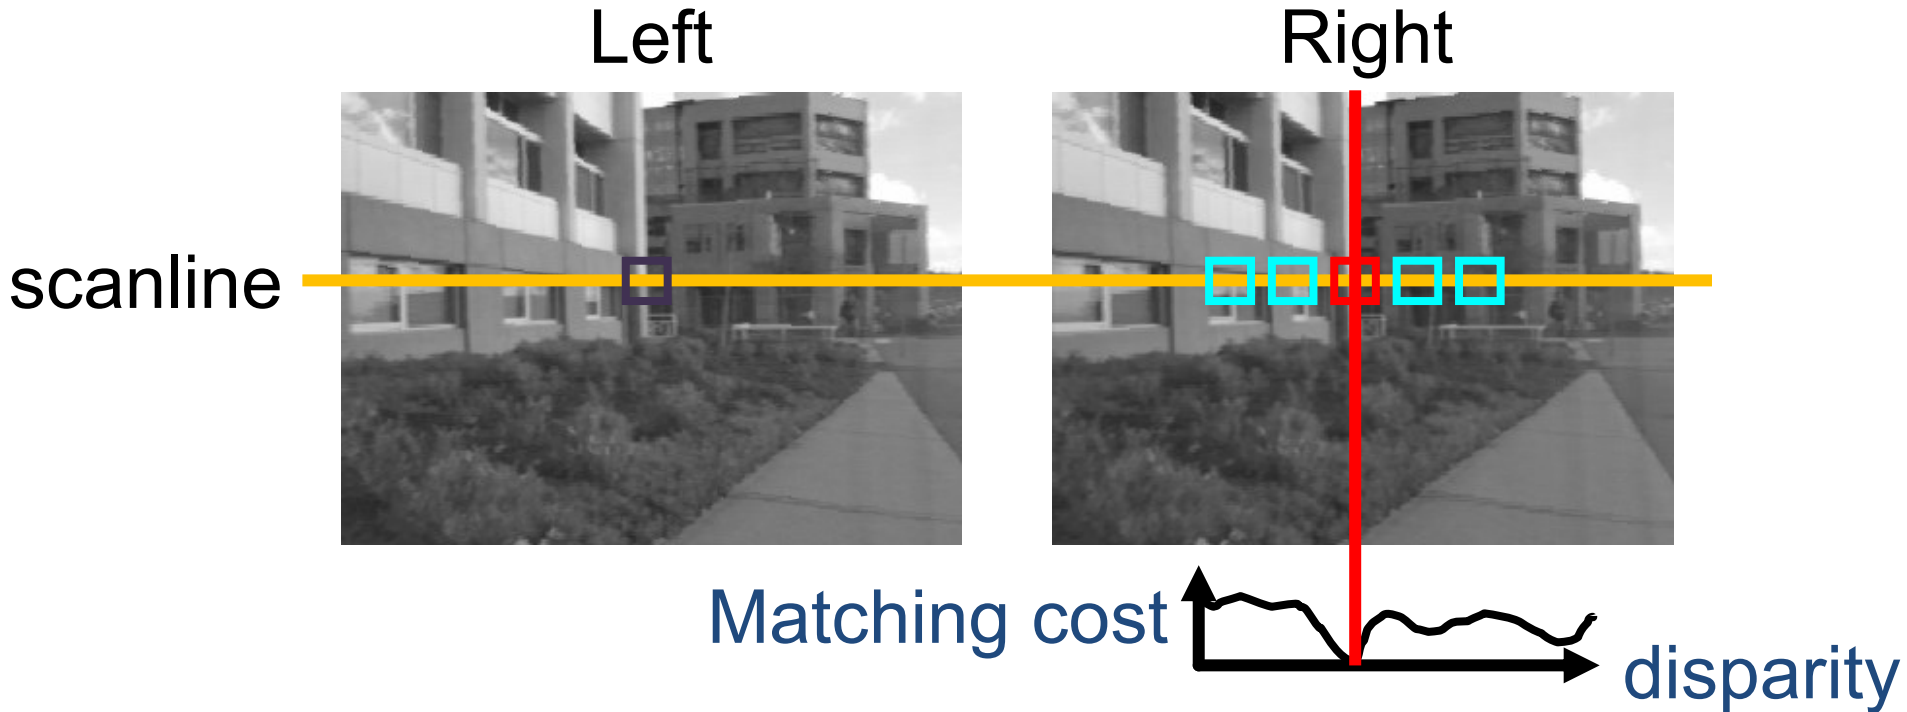 Left
Right
scanline
Matching cost
disparity